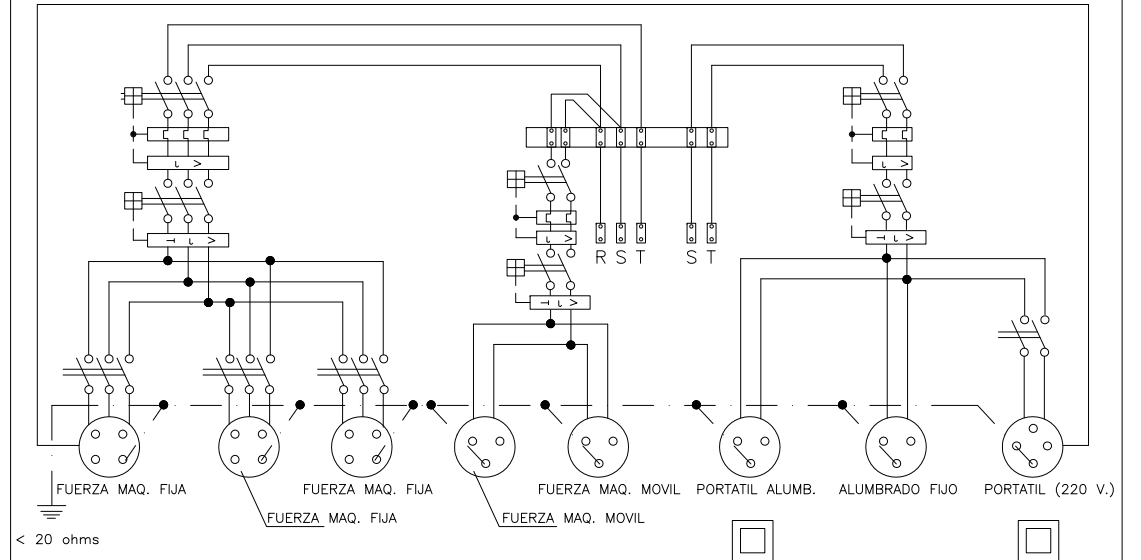 R S T S T
FUERZA MAQ. FIJA
FUERZA MAQ. FIJA
FUERZA MAQ. MOVIL
PORTATIL ALUMB.
ALUMBRADO FIJO
PORTATIL (220 V.)
FUERZA MAQ. FIJA
FUERZA MAQ. MOVIL
< 20 ohms